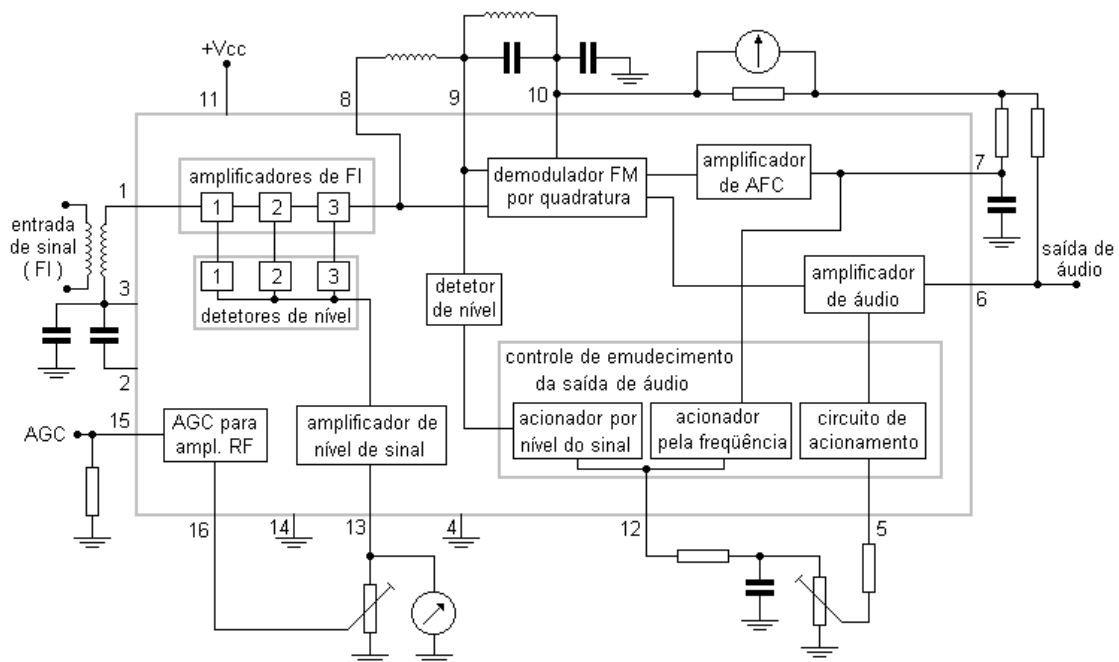 +Vcc
11
8
9
10
7
1
amplificadores de FI
1
2
3
demodulador FM
por quadratura
amplificador
de AFC
entrada
de sinal
( FI )
1
2
3
detetores de nível
3
2
detetor
de nível
amplificador
de áudio
saída de
áudio
6
controle de emudecimento
da saída de áudio
AGC
15
AGC para
ampl. RF
amplificador de
nível de sinal
acionador por
nível do sinal
acionador
pela freqüência
circuito de
acionamento
16
14
13
4
12
5